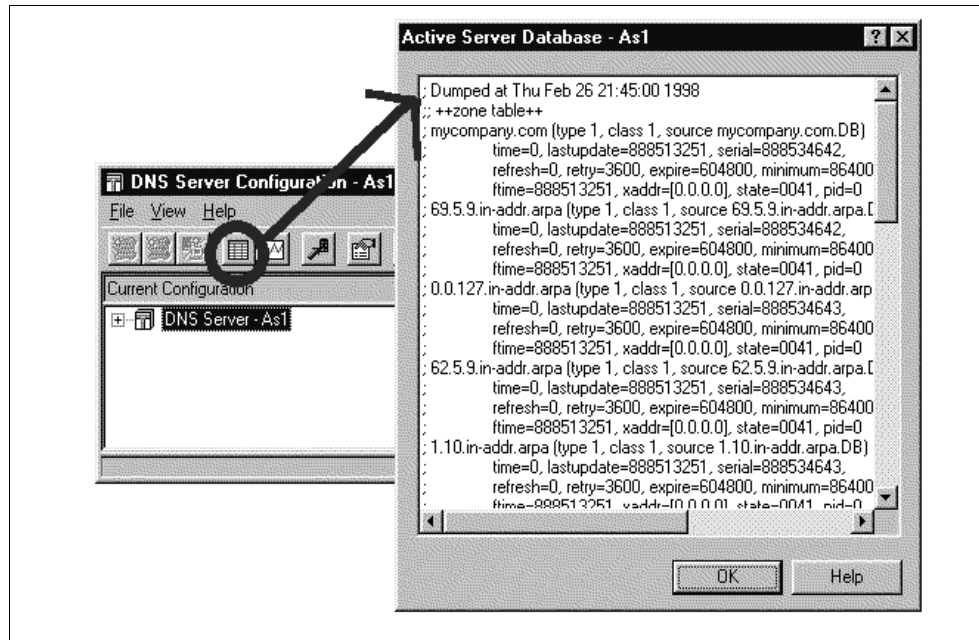 Active Server Database - As1
; Dumped at Thu Feb 26 21:45:00 1998
;; ++zone table++
; mycompany.com (type 1, class 1, source mycompany.com.DB)
; time=0, lastupdate=888513251, serial=888534642,
; refresh=0, retry=3600, expire=604800, minimum=86400
; ftime=888513251, xaddr=[0.0.0.0], state=0041, pid=0
; 69.5.9.in-addr.arpa (type 1, class 1, source 69.5.9.in-addr.arpa.D
; time=0, lastupdate=888513251, serial=888534642,
; refresh=0, retry=3600, expire=604800, minimum=86400
; ftime=888513251, xaddr=[0.0.0.0], state=0041, pid=0
; 0.0.127.in-addr.arpa (type 1, class 1, source 0.0.127.in-addr.arp
; time=0, lastupdate=888513251, serial=888534643,
; refresh=0, retry=3600, expire=604800, minimum=86400
; ftime=888513251, xaddr=[0.0.0.0], state=0041, pid=0
; 62.5.9.in-addr.arpa (type 1, class 1, source 62.5.9.in-addr.arpa.D
; time=0, lastupdate=888513251, serial=888534643,
; refresh=0, retry=3600, expire=604800, minimum=86400
; ftime=888513251, xaddr=[0.0.0.0], state=0041, pid=0
; 1.10.in-addr.arpa (type 1, class 1, source 1.10.in-addr.arpa.DB)
; time=0, lastupdate=888513251, serial=888534643,
; refresh=0, retry=3600, expire=604800, minimum=86400
; ftime=888513251, xaddr=[0.0.0.0], state=0041, pid=0
OK
Help
DNS Server Configuration - As1
File View Help
Current Configuration
DNS Server - As1